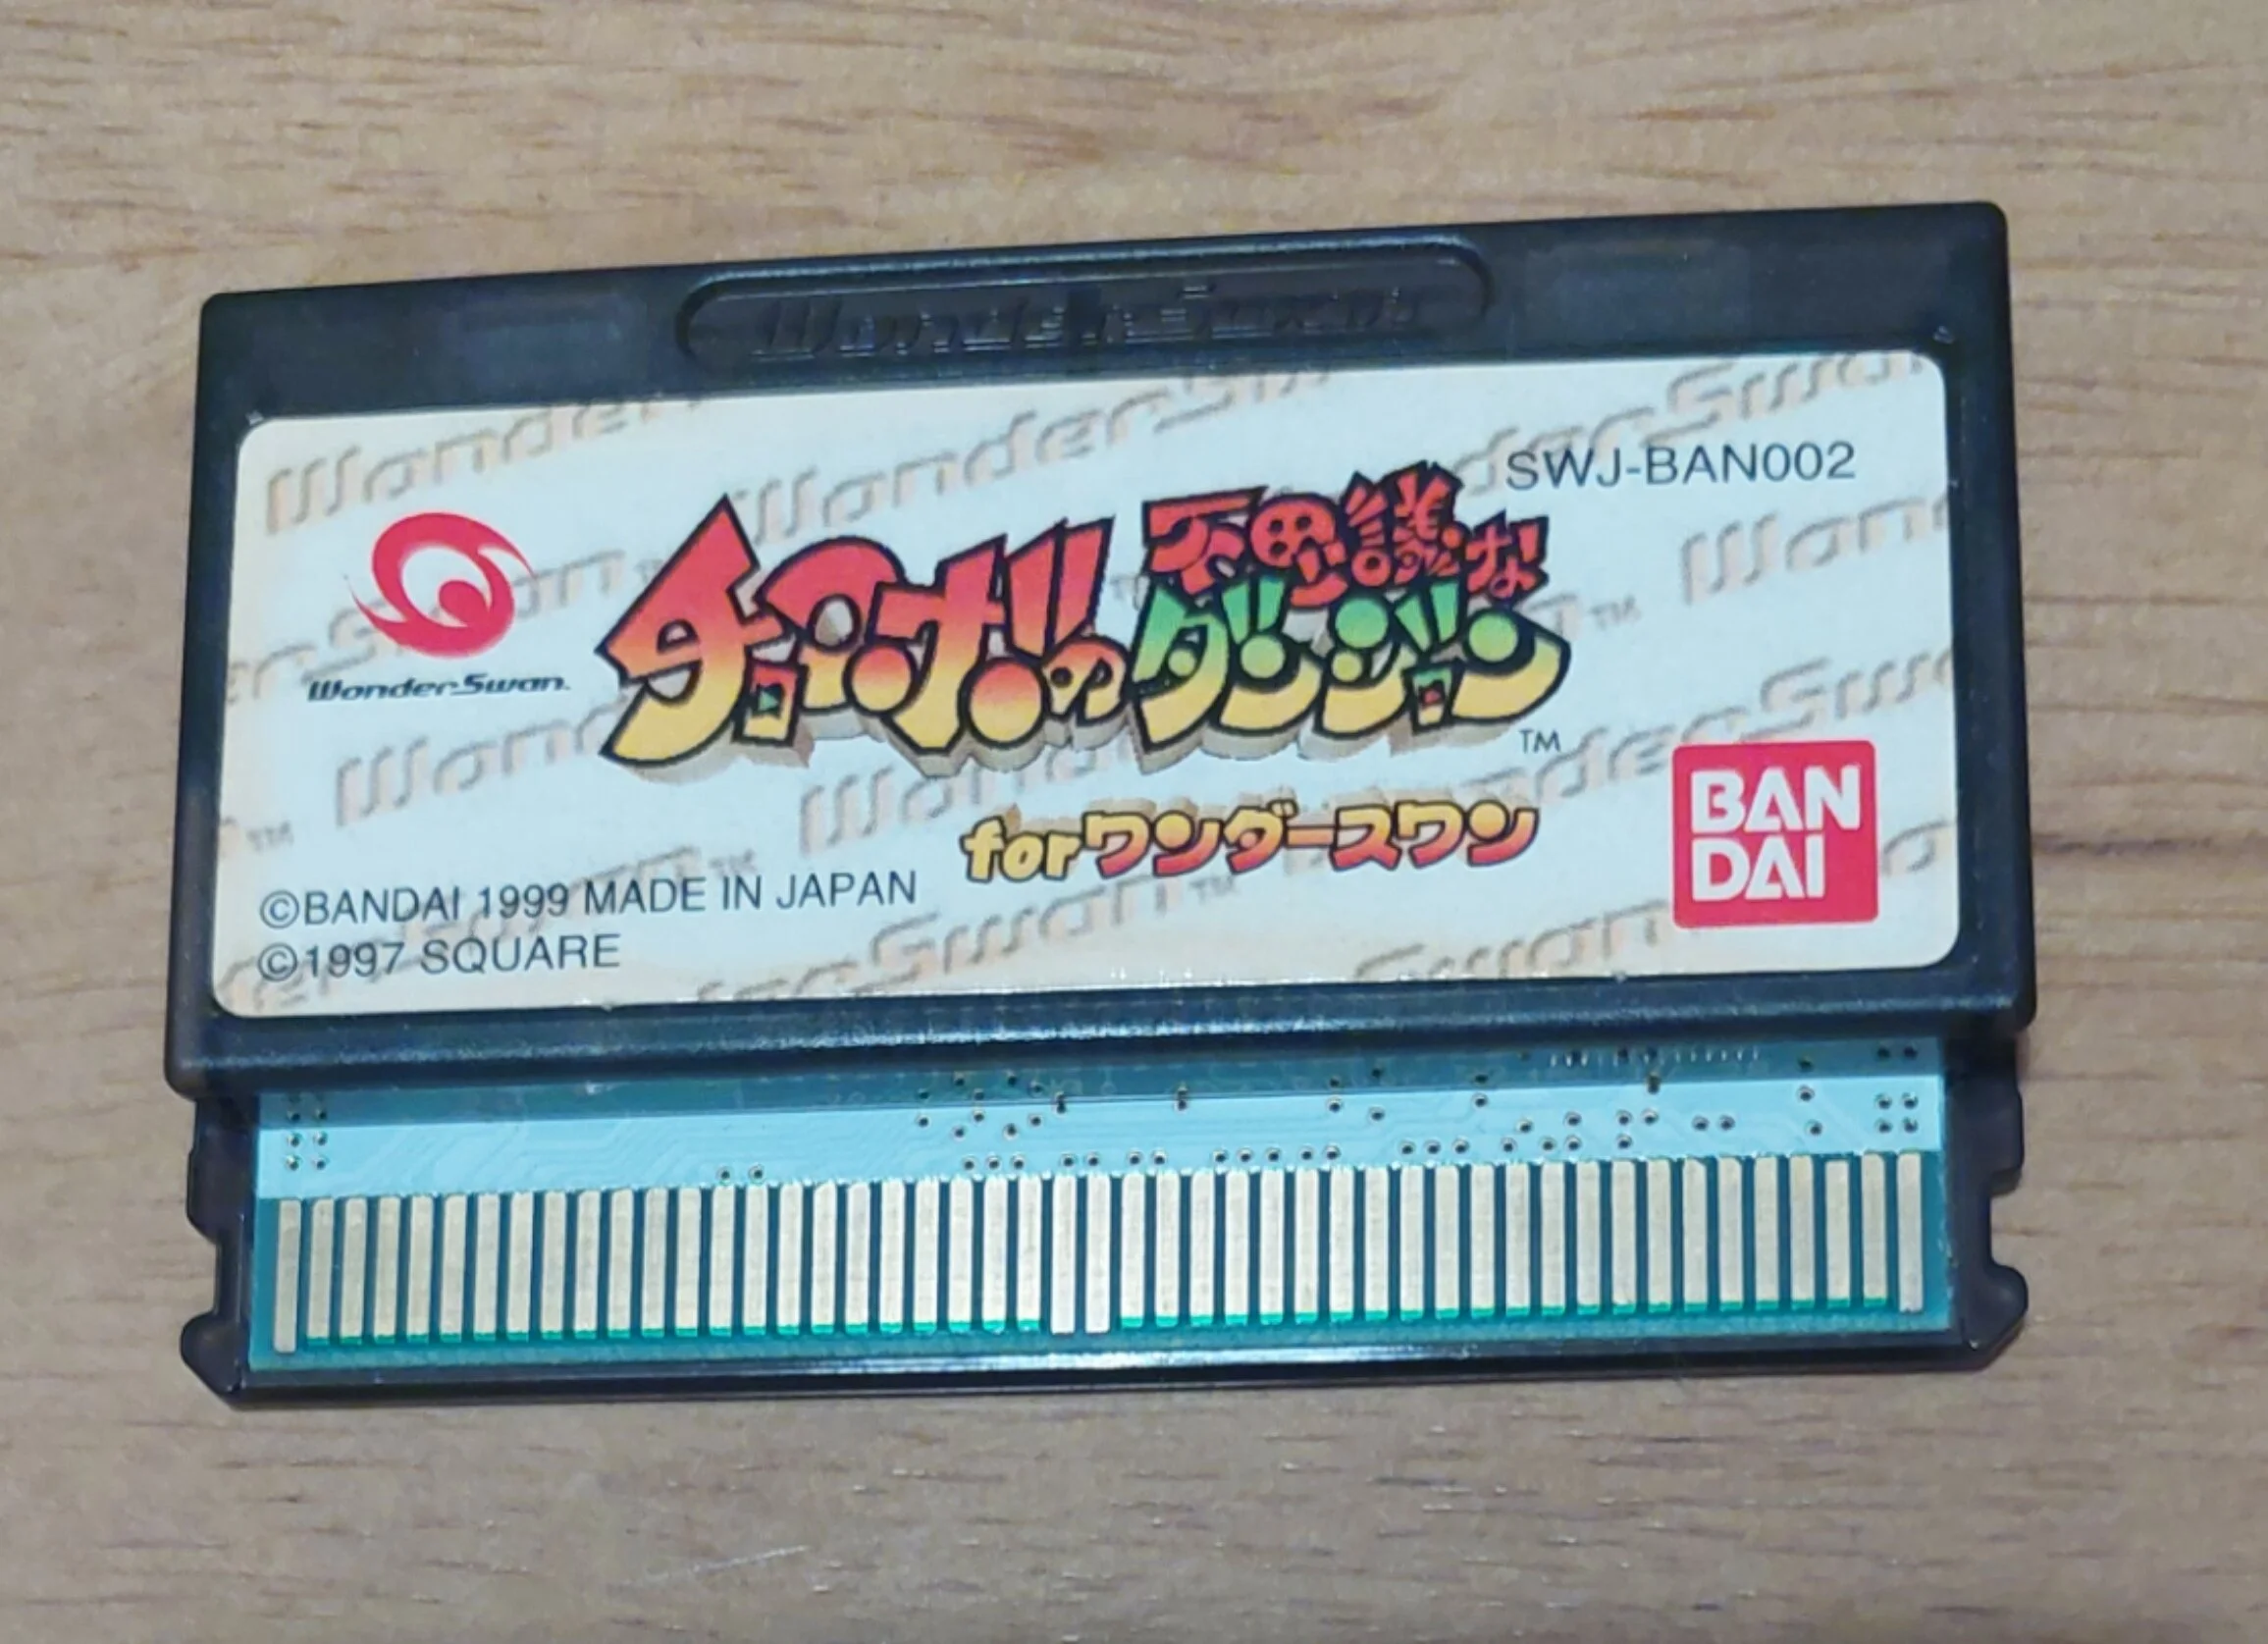 WonderSwan
SWJ-BAN002
WonderSwan
チョコボの不思議なダンジョン
TM
forワンダースワン
BAN
DAI
©BANDAI 1999 MADE IN JAPAN
©1997 SQUARE